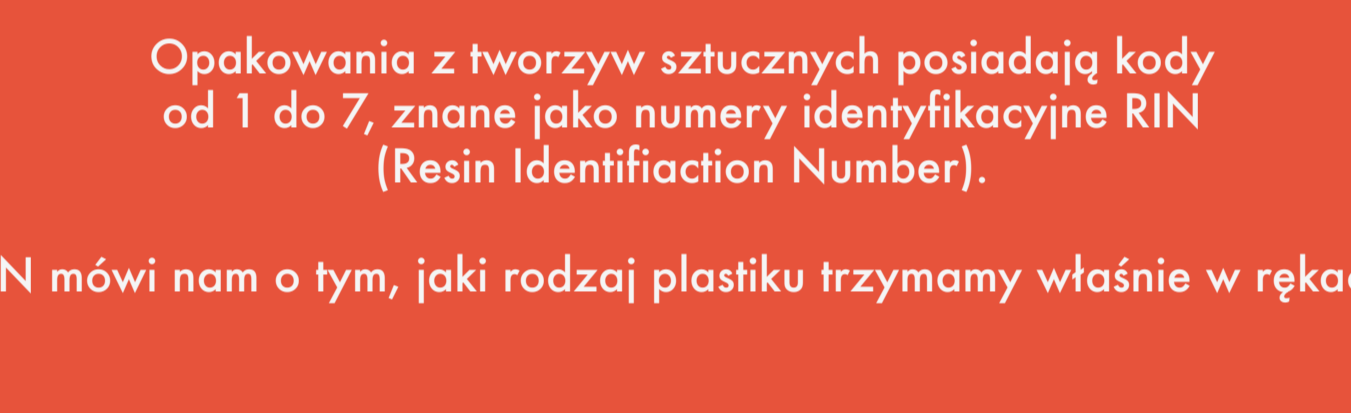 Opakowania z tworzyw sztucznych posiadają kody
od 1 do 7, znane jako numery identyfikacyjne RIN
(Resin Identifiaction Number).
N mówi nam o tym, jaki rodzaj plastiku trzymamy właśnie w